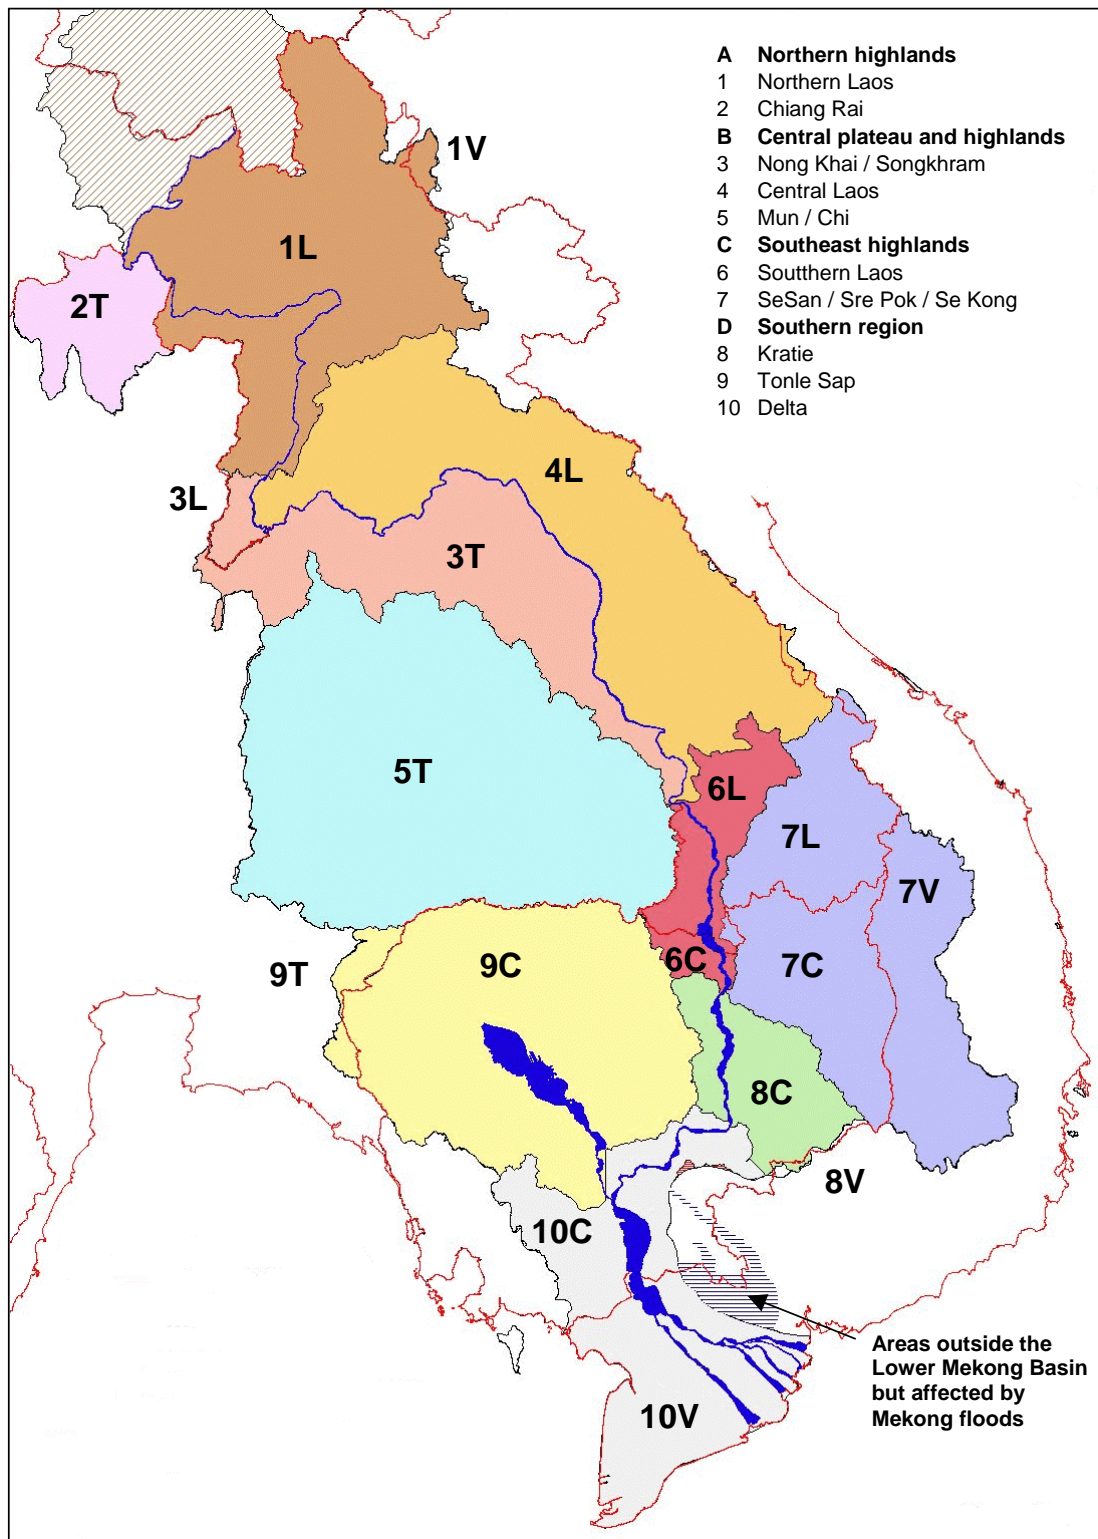 A Northern highlands
1 Northern Laos
2 Chiang Rai
B Central plateau and highlands
3 Nong Khai / Songkhram
4 Central Laos
5 Mun / Chi
C Southeast highlands
6 Soutthern Laos
7 SeSan / Sre Pok / Se Kong
D Southern region
8 Kratie
9 Tonle Sap
10 Delta
1V
1L
2T
4L
3L
3T
5T
6L
7L
7V
9T
9C
6C
7C
8C
8V
10C
Areas outside the
Lower Mekong Basin
but affected by
Mekong floods
10V